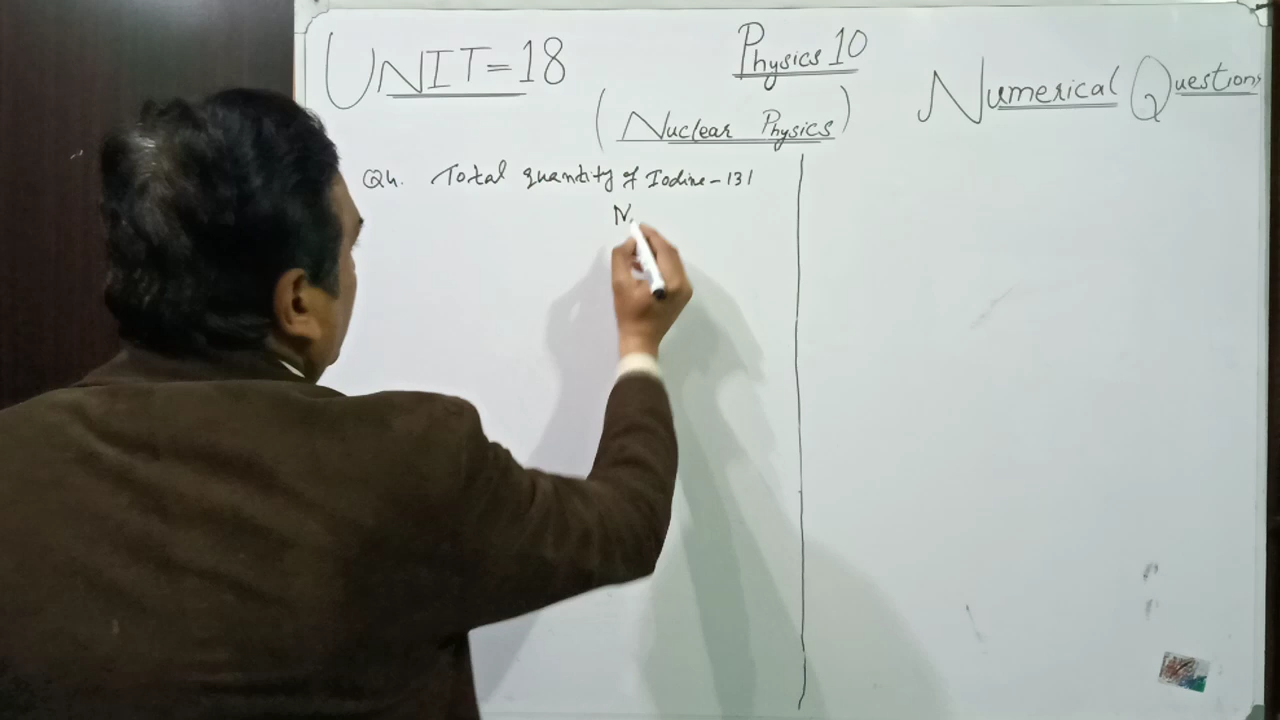 UNIT=18
Physics 10
Numerical Questions
(Nuclear Physics)
Q4. Total quantity of Iodine-131
N